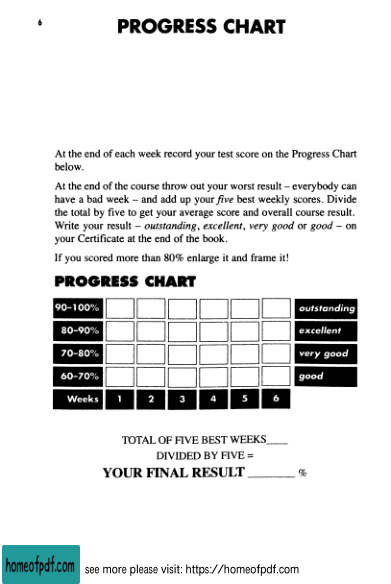 6
PROGRESS CHART
At the end of each week record your test score on the Progress Chart
below.
At the end of the course throw out your worst result – everybody can
have a bad week – and add up your five best weekly scores. Divide
the total by five to get your average score and overall course result.
Write your result – outstanding, excellent, very good or good – on
your Certificate at the end of the book.
If you scored more than 80% enlarge it and frame it!
PROGRESS CHART
90–100% outstanding
80–90% excellent
70–80% very good
60–70% good
Weeks 1 2 3 4 5 6
TOTAL OF FIVE BEST WEEKS____
DIVIDED BY FIVE =
YOUR FINAL RESULT ________ %
homeofpdf.com see more please visit: https://homeofpdf.com